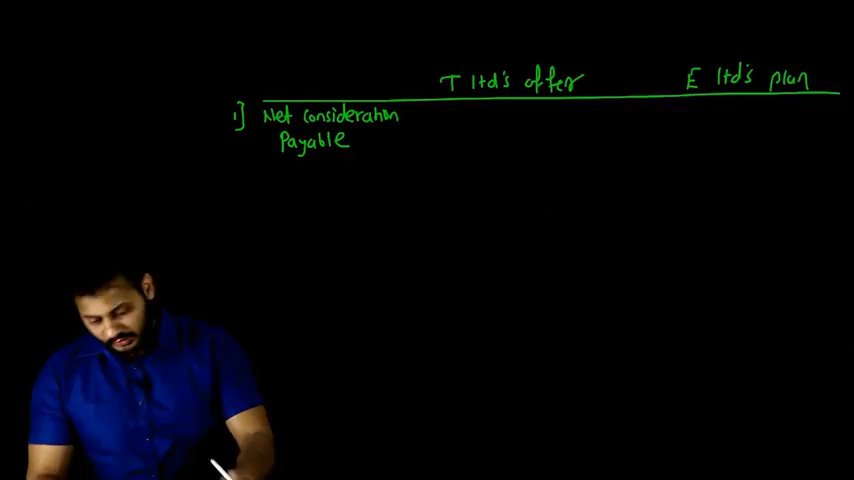 T ltd's offer E ltd's plan
1] Net consideration
Payable